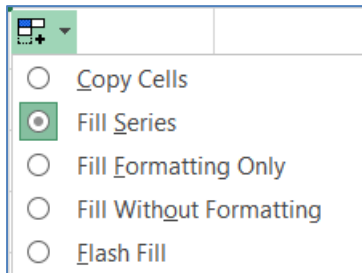 Copy Cells
Fill Series
Fill Formatting Only
Fill Without Formatting
Flash Fill